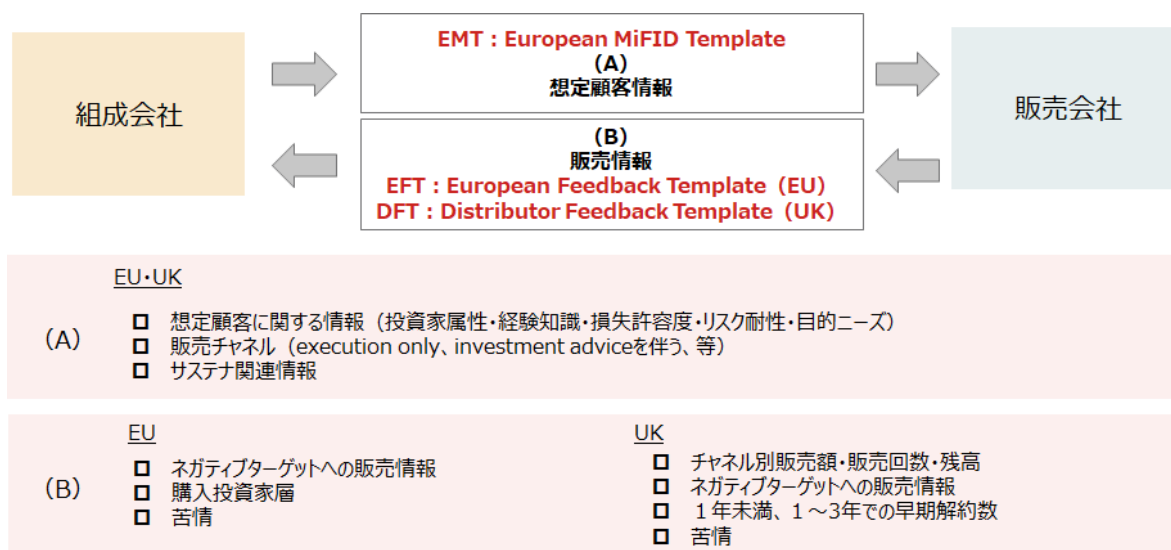 組成会社
EMT：European MiFID Template
(A)
想定顧客情報
販売会社
(B)
販売情報
EFT：European Feedback Template（EU）
DFT：Distributor Feedback Template（UK）
EU・UK
（A）
想定顧客に関する情報（投資家属性・経験知識・損失許容度・リスク耐性・目的ニーズ）
販売チャネル（execution only、investment adviceを伴う、等）
サステナ関連情報
（B）
EU
ネガティブターゲットへの販売情報
購入投資家層
苦情
UK
チャネル別販売額・販売回数・残高
ネガティブターゲットへの販売情報
１年未満、１～3年での早期解約数
苦情